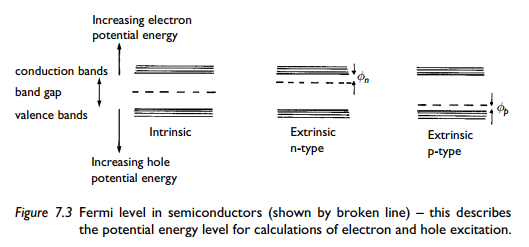 Increasing electron
potential energy
conduction bands
band gap
valence bands
ϕn
ϕp
Intrinsic
Extrinsic
n-type
Extrinsic
p-type
Increasing hole
potential energy
Figure 7.3 Fermi level in semiconductors (shown by broken line) – this describes
the potential energy level for calculations of electron and hole excitation.